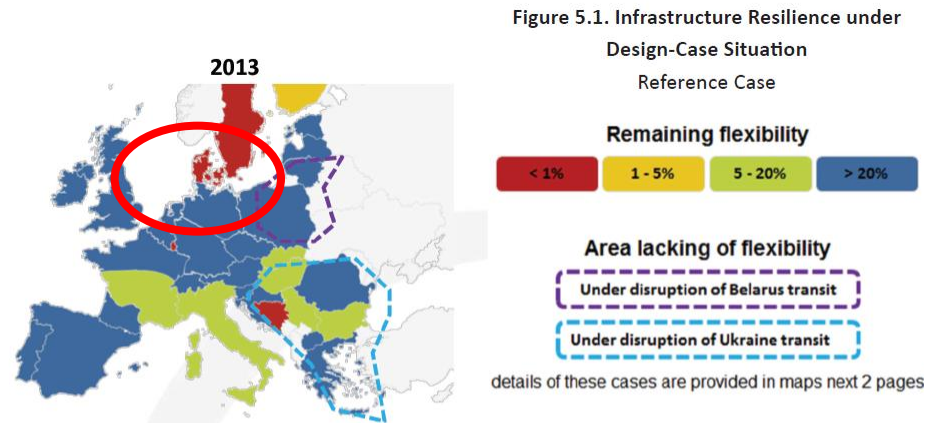 Figure 5.1. Infrastructure Resilience under
Design-Case Situation
Reference Case
2013
Remaining flexibility
< 1%
1 - 5%
5 - 20%
> 20%
Area lacking of flexibility
Under disruption of Belarus transit
Under disruption of Ukraine transit
details of these cases are provided in maps next 2 pages